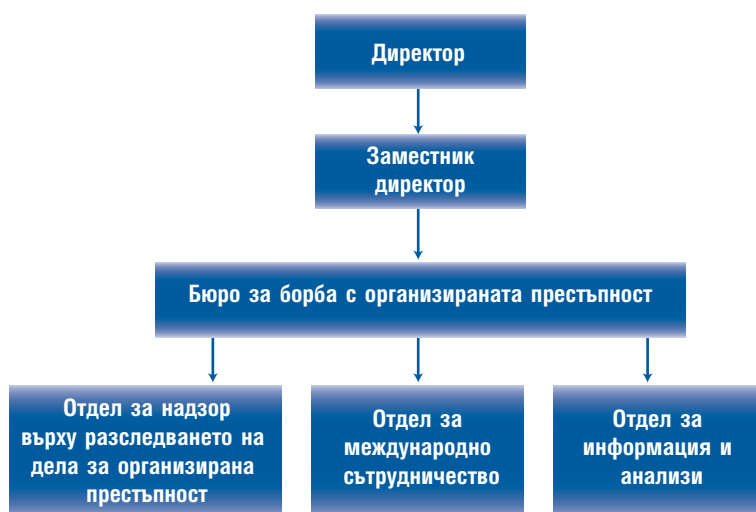 Директор
Заместник
директор
Бюро за борба с организираната престъпност
Отдел за надзор
върху разследването на
дела за организирана
престъпност
Отдел за
международно
сътрудничество
Отдел за
информация и
анализи